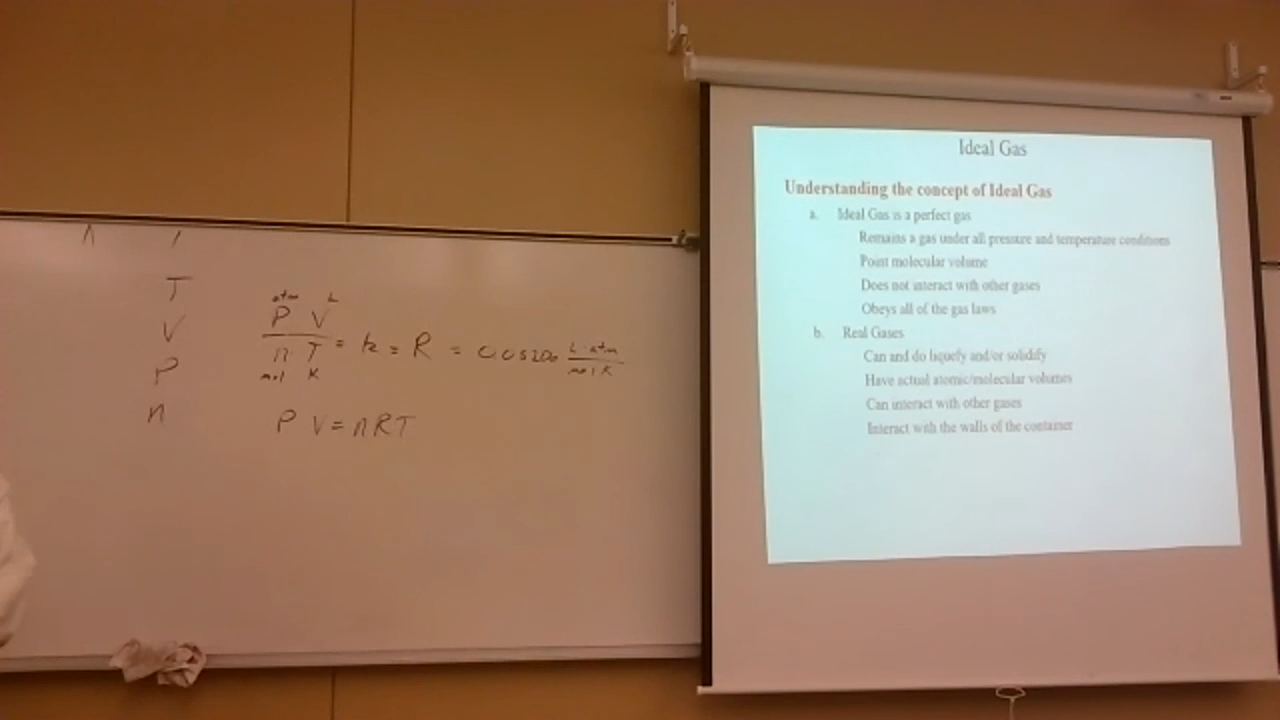 T
V
P
n
atm L
P V
n T = k = R = 0.08206 L·atm
mol K mol K
P V = nRT
Ideal Gas
Understanding the concept of Ideal Gas
a. Ideal Gas is a perfect gas
Remains a gas under all pressure and temperature conditions
Point molecular volume
Does not interact with other gases
Obeys all of the gas laws
b. Real Gases
Can and do liquefy and/or solidify
Have actual atomic/molecular volumes
Can interact with other gases
Interact with the walls of the container